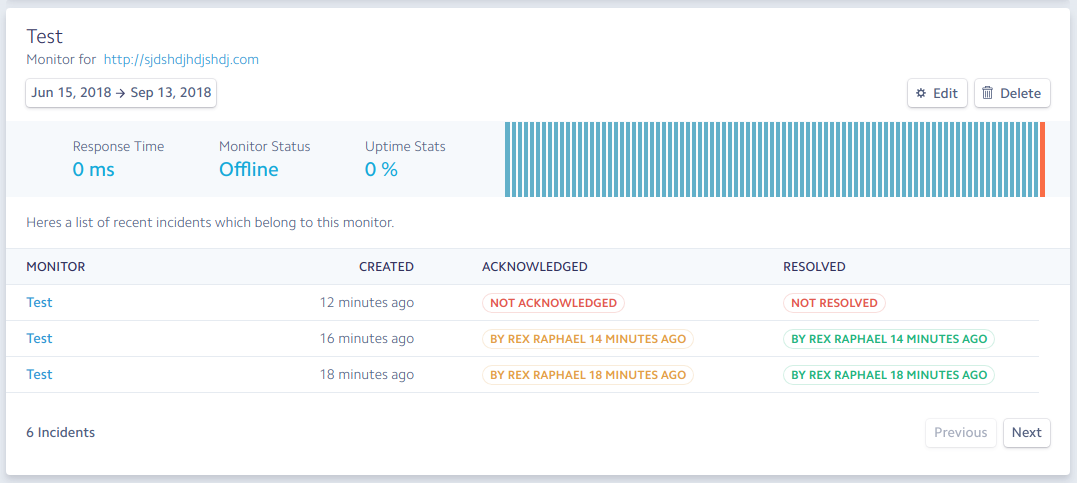 Test
Monitor for http://sjdshdjhdjshdj.com
Jun 15, 2018 → Sep 13, 2018 Edit Delete
Response Time Monitor Status Uptime Stats
0 ms Offline 0 %
Heres a list of recent incidents which belong to this monitor.
MONITOR CREATED ACKNOWLEDGED RESOLVED
Test 12 minutes ago NOT ACKNOWLEDGED NOT RESOLVED
Test 16 minutes ago BY REX RAPHAEL 14 MINUTES AGO BY REX RAPHAEL 14 MINUTES AGO
Test 18 minutes ago BY REX RAPHAEL 18 MINUTES AGO BY REX RAPHAEL 18 MINUTES AGO
6 Incidents Previous Next